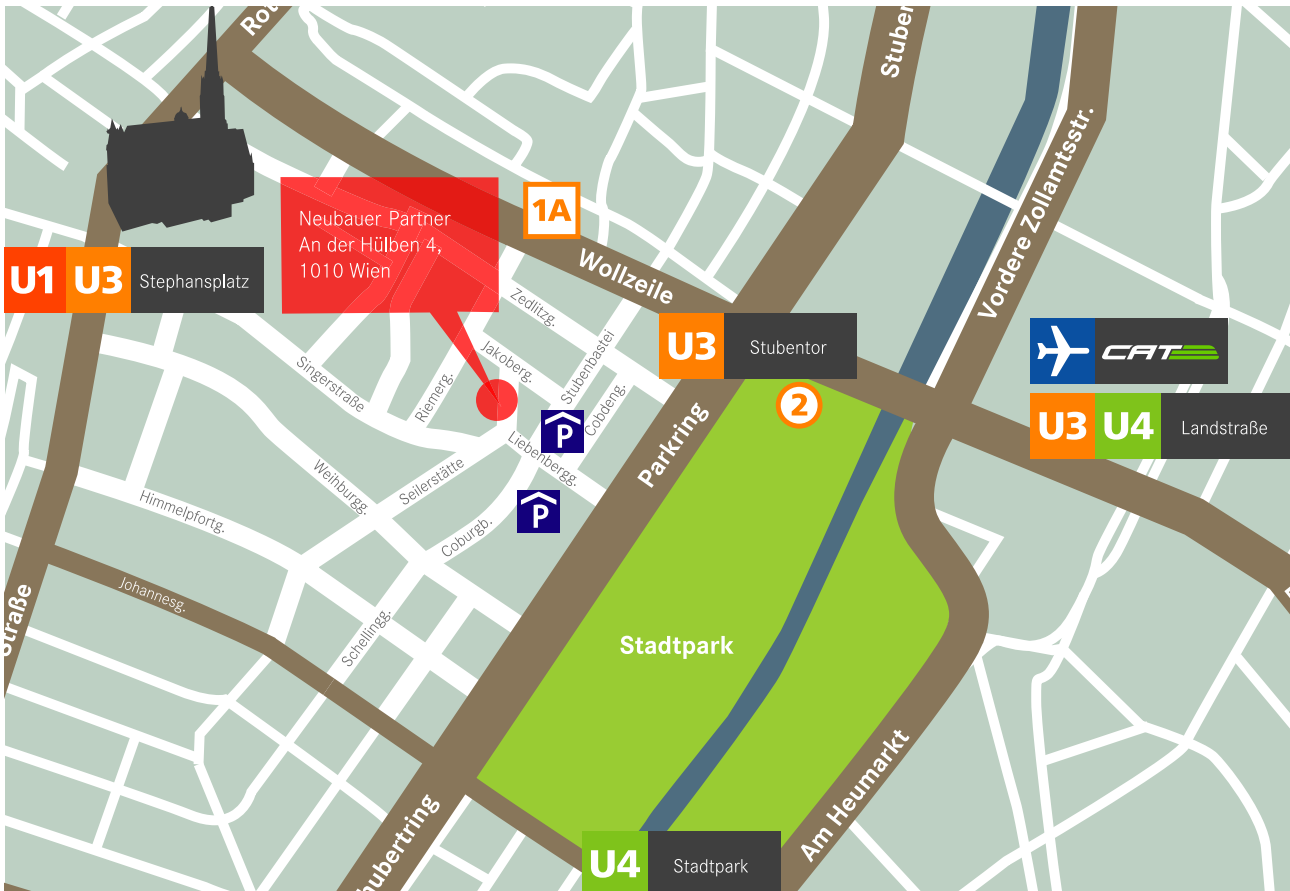 Rot
Stuben
1A
Neubauer Partner
An der Hülben 4,
1010 Wien
Wollzeile
Vordere Zollamtsstr.
U1 U3 Stephansplatz
Zedlitzg.
U3 Stubentor
CAT
Jakoberg.
Stubenbastei
Singerstraße
Riemerg.
Cobdeng.
2
Parkring
U3 U4 Landstraße
P
Liebenbergg.
Weihburgg.
Seilerstätte
Himmelpfortg.
P
Coburgb.
Johannesg.
straße
Schellingg.
Stadtpark
Am Heumarkt
hubertring
U4 Stadtpark